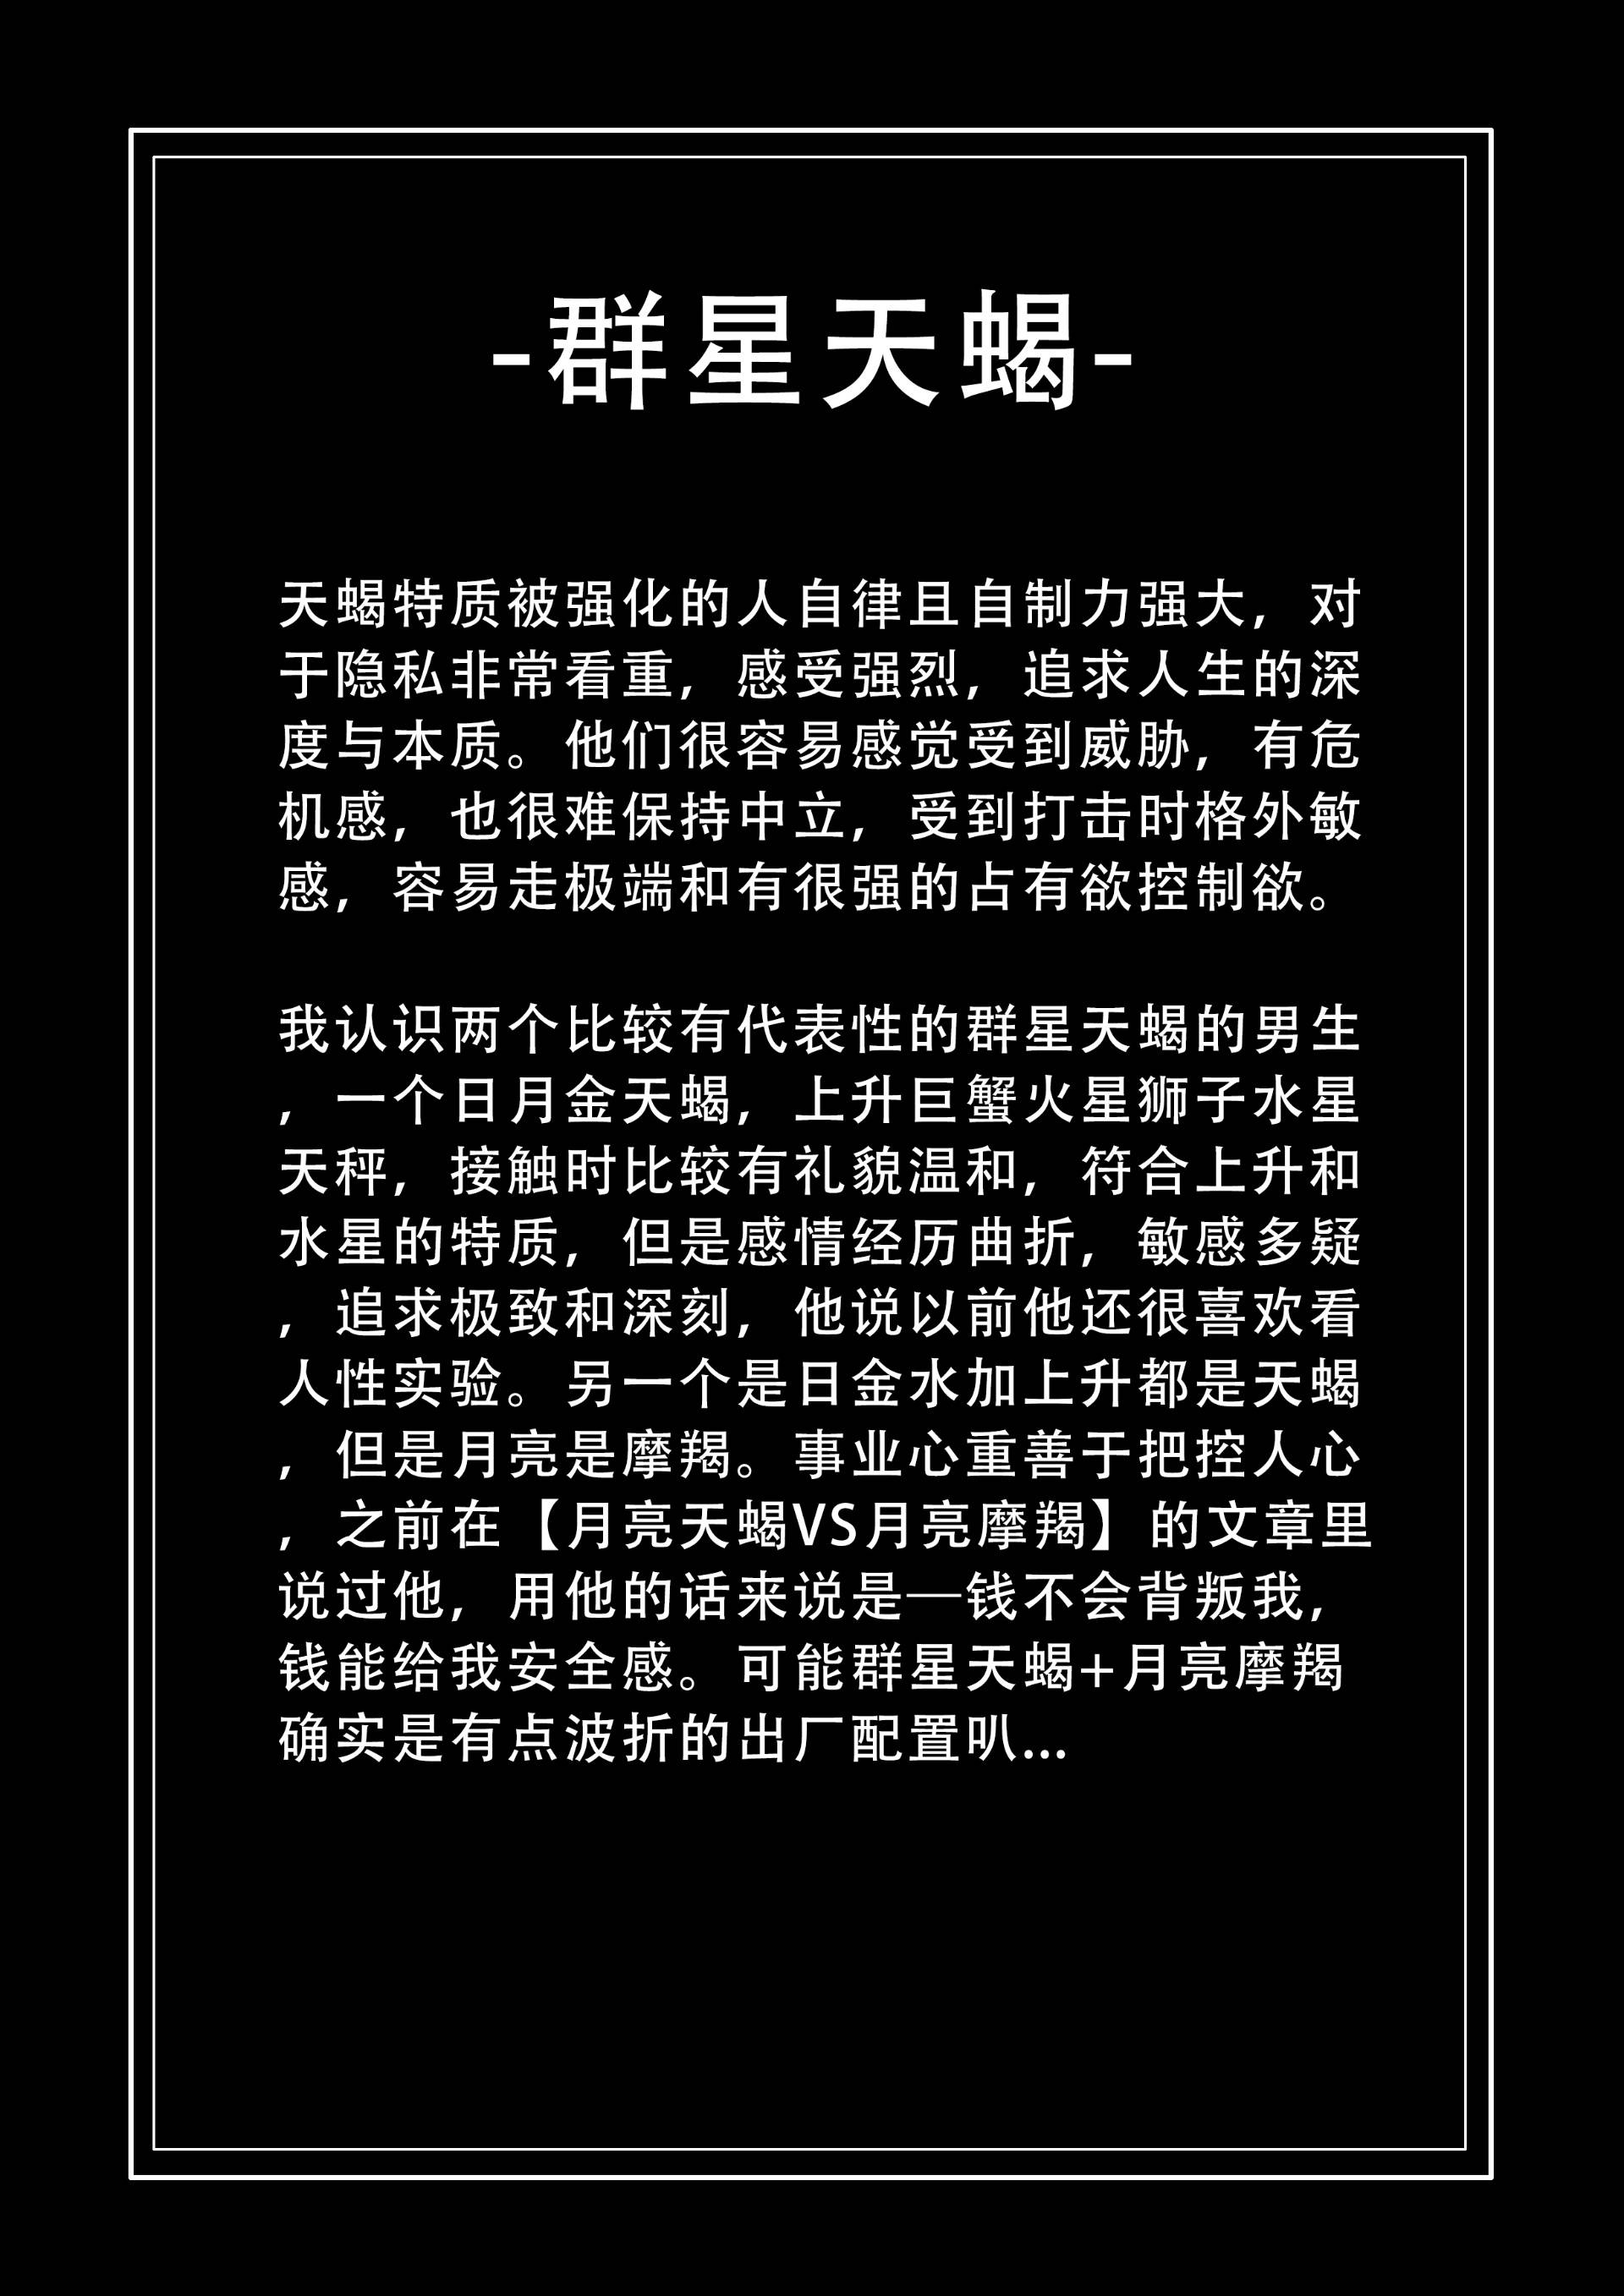 -群星天蝎-
天蝎特质被强化的人自律且自制力强大，对
于隐私非常看重，感受强烈，追求人生的深
度与本质。他们很容易感觉受到威胁，有危
机感，也很难保持中立，受到打击时格外敏
感，容易走极端和有很强的占有欲控制欲。
我认识两个比较有代表性的群星天蝎的男生
，一个日月金天蝎，上升巨蟹火星狮子水星
天秤，接触时比较有礼貌温和，符合上升和
水星的特质，但是感情经历曲折，敏感多疑
，追求极致和深刻，他说以前他还很喜欢看
人性实验。另一个是日金水加上升都是天蝎
，但是月亮是摩羯。事业心重善于把控人心
，之前在【月亮天蝎VS月亮摩羯】的文章里
说过他，用他的话来说是—钱不会背叛我，
钱能给我安全感。可能群星天蝎+月亮摩羯
确实是有点波折的出厂配置叭...